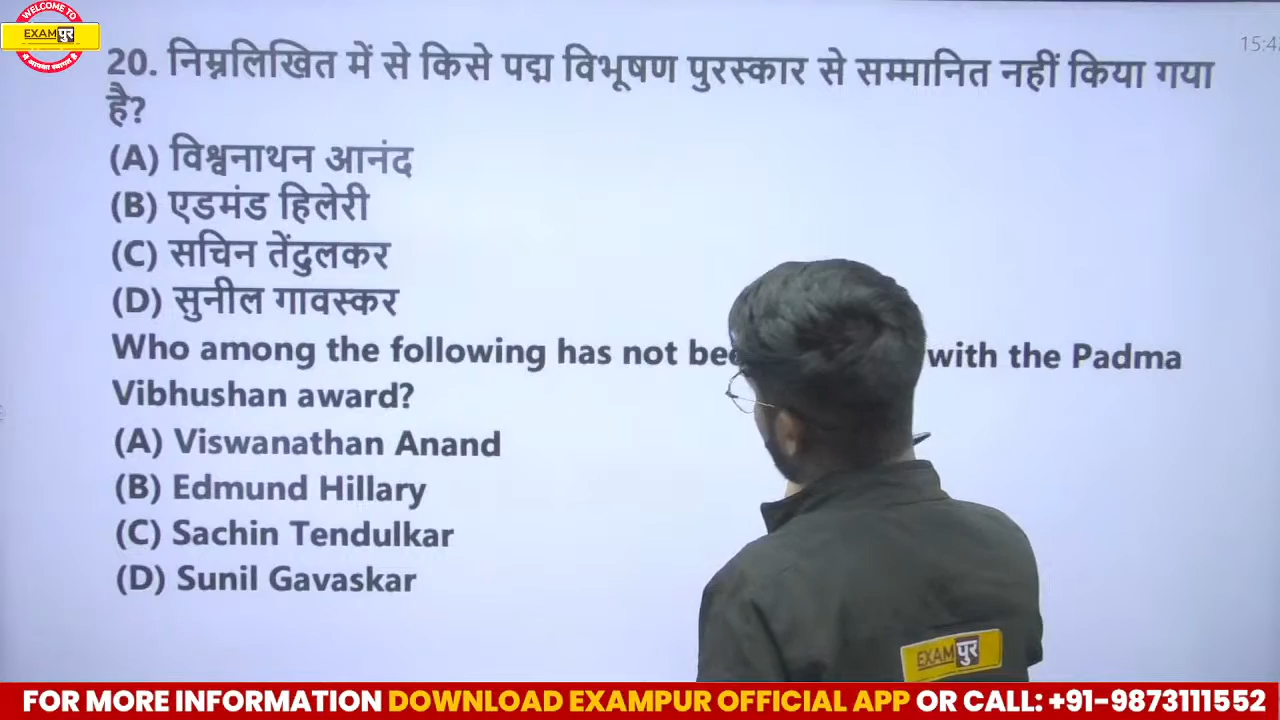 WELCOME TO
EXAMपुर
में आपका स्वागत है
15:4
20. निम्नलिखित में से किसे पद्म विभूषण पुरस्कार से सम्मानित नहीं किया गया
है?
(A) विश्वनाथन आनंद
(B) एडमंड हिलेरी
(C) सचिन तेंदुलकर
(D) सुनील गावस्कर
Who among the following has not with the Padma
Vibhushan award?
(A) Viswanathan Anand
(B) Edmund Hillary
(C) Sachin Tendulkar
(D) Sunil Gavaskar
EXAMपुर
FOR MORE INFORMATION DOWNLOAD EXAMPUR OFFICIAL APP OR CALL: +91-9873111552